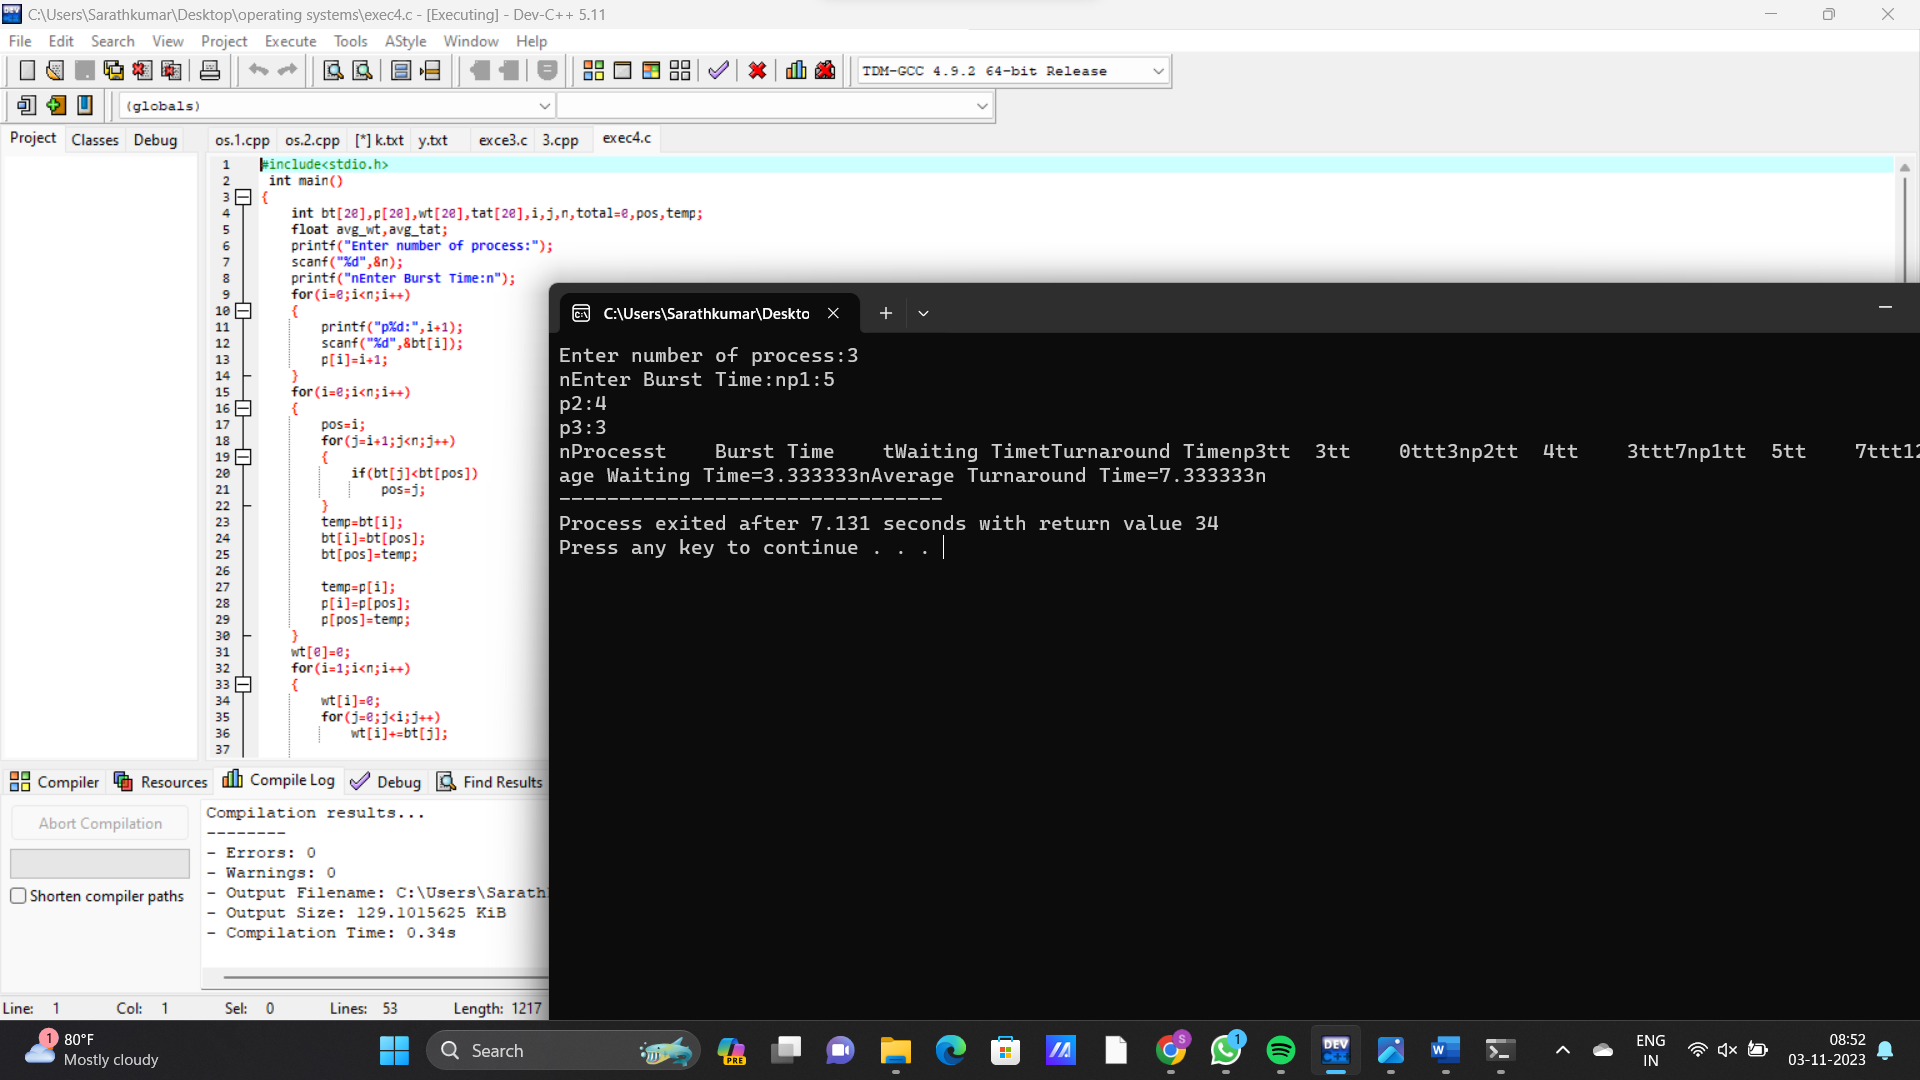 C:\Users\Sarathkumar\Desktop\operating systems\exec4.c - [Executing] - Dev-C++ 5.11
File Edit Search View Project Execute Tools AStyle Window Help
TDM-GCC 4.9.2 64-bit Release
(globals)
Project Classes Debug
os.1.cpp os.2.cpp [*] k.txt y.txt exce3.c 3.cpp exec4.c
1 #include<stdio.h>
2 int main()
3 {
4 int bt[20],p[20],wt[20],tat[20],i,j,n,total=0,pos,temp;
5 float avg_wt,avg_tat;
6 printf("Enter number of process:");
7 scanf("%d",&n);
8 printf("nEnter Burst Time:n");
9 for(i=0;i<n;i++)
10 {
11 printf("p%d:",i+1);
12 scanf("%d",&bt[i]);
13 p[i]=i+1;
14 }
15 for(i=0;i<n;i++)
16 {
17 pos=i;
18 for(j=i+1;j<n;j++)
19 {
20 if(bt[j]<bt[pos])
21 pos=j;
22 }
23 temp=bt[i];
24 bt[i]=bt[pos];
25 bt[pos]=temp;
26
27 temp=p[i];
28 p[i]=p[pos];
29 p[pos]=temp;
30 }
31 wt[0]=0;
32 for(i=1;i<n;i++)
33 {
34 wt[i]=0;
35 for(j=0;j<i;j++)
36 wt[i]+=bt[j];
37
C:\Users\Sarathkumar\Deskto
Enter number of process:3
nEnter Burst Time:np1:5
p2:4
p3:3
nProcesst    Burst Time    tWaiting TimetTurnaround Timenp3tt  3tt    0ttt3np2tt  4tt    3ttt7np1tt  5tt    7ttt12
age Waiting Time=3.333333nAverage Turnaround Time=7.333333n
--------------------------------
Process exited after 7.131 seconds with return value 34
Press any key to continue . . .
Compiler Resources Compile Log Debug Find Results
Abort Compilation
Shorten compiler paths
Compilation results...
--------
- Errors: 0
- Warnings: 0
- Output Filename: C:\Users\Sarath
- Output Size: 129.1015625 KiB
- Compilation Time: 0.34s
Line: 1 Col: 1 Sel: 0 Lines: 53 Length: 1217
1
80°F
Mostly cloudy
Search
PRE
S
1
DEV
C++
W
ENG
IN
08:52
03-11-2023